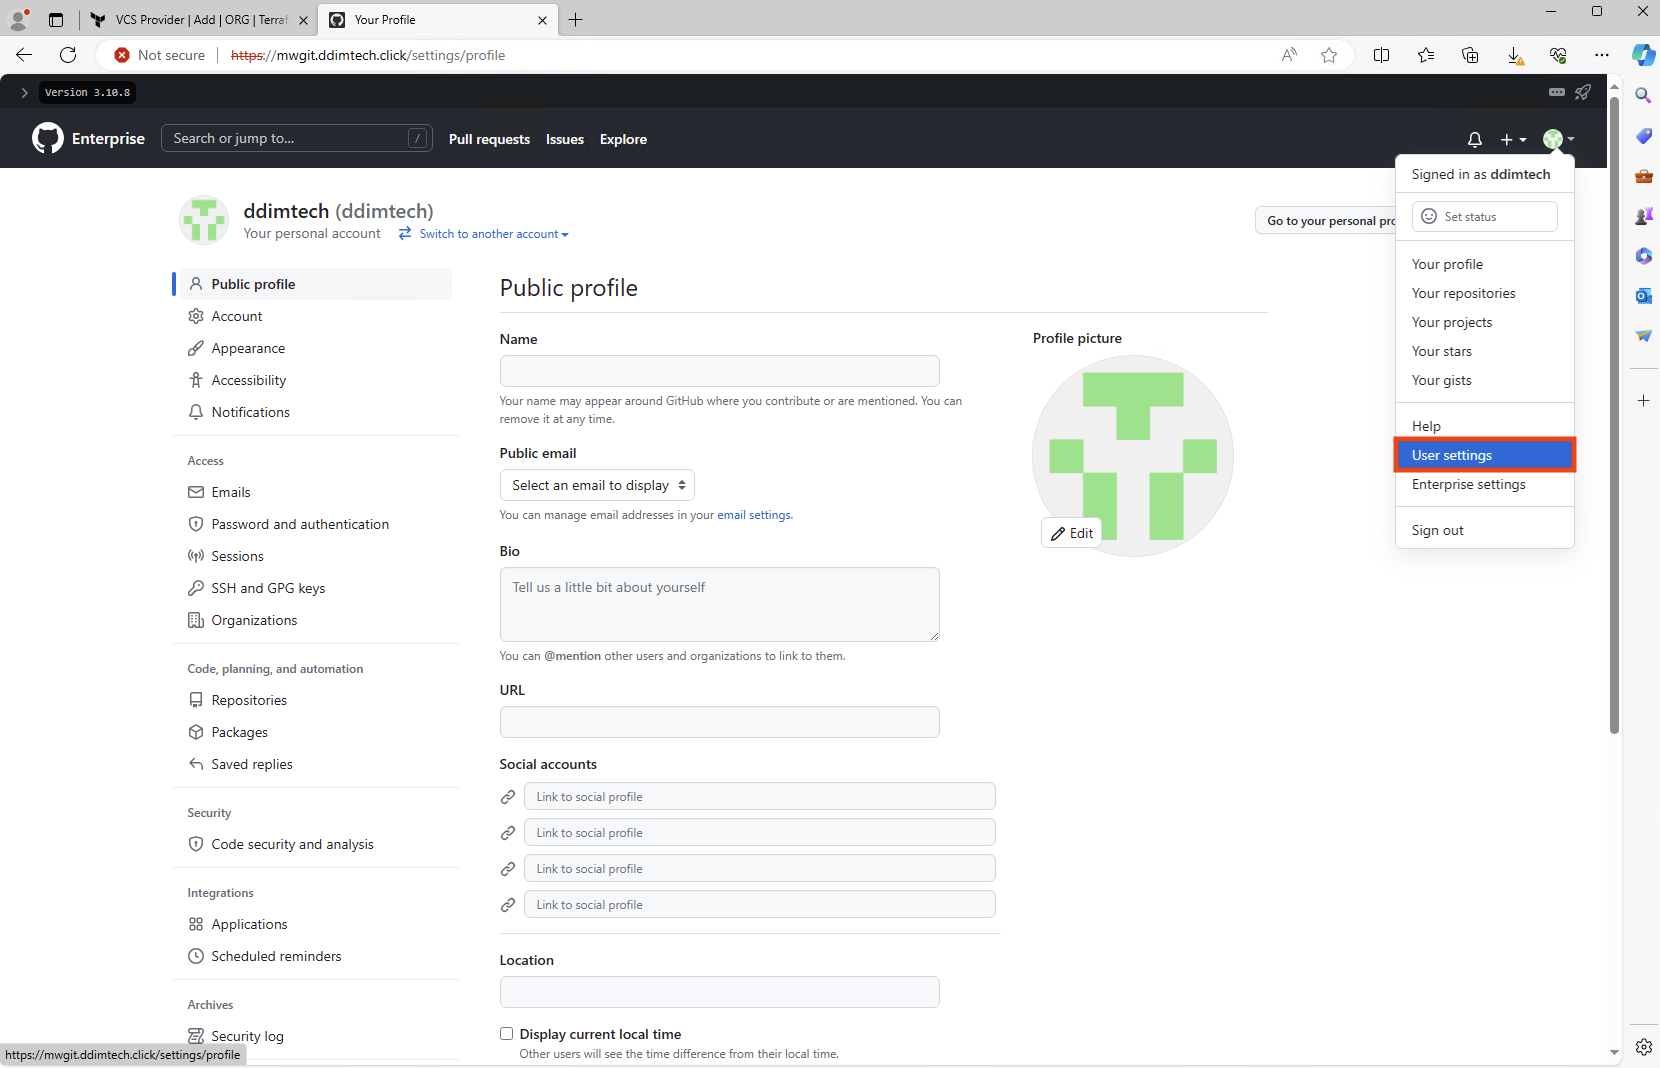 VCS Provider | Add | ORG | Terraf
Your Profile
Not secure
https://mwgit.ddimtech.click/settings/profile
Version 3.10.8
Enterprise
Search or jump to...
/
Pull requests
Issues
Explore
Signed in as ddimtech
Set status
Your profile
Your repositories
Your projects
Your stars
Your gists
Help
User settings
Enterprise settings
Sign out
ddimtech (ddimtech)
Your personal account
Switch to another account
Go to your personal pro
Public profile
Account
Appearance
Accessibility
Notifications
Access
Emails
Password and authentication
Sessions
SSH and GPG keys
Organizations
Code, planning, and automation
Repositories
Packages
Saved replies
Security
Code security and analysis
Integrations
Applications
Scheduled reminders
Archives
Security log
Public profile
Name
Your name may appear around GitHub where you contribute or are mentioned. You can
remove it at any time.
Public email
Select an email to display
You can manage email addresses in your email settings.
Bio
Tell us a little bit about yourself
You can @mention other users and organizations to link to them.
URL
Social accounts
Link to social profile
Link to social profile
Link to social profile
Link to social profile
Location
Display current local time
Other users will see the time difference from their local time.
Profile picture
Edit
https://mwgit.ddimtech.click/settings/profile